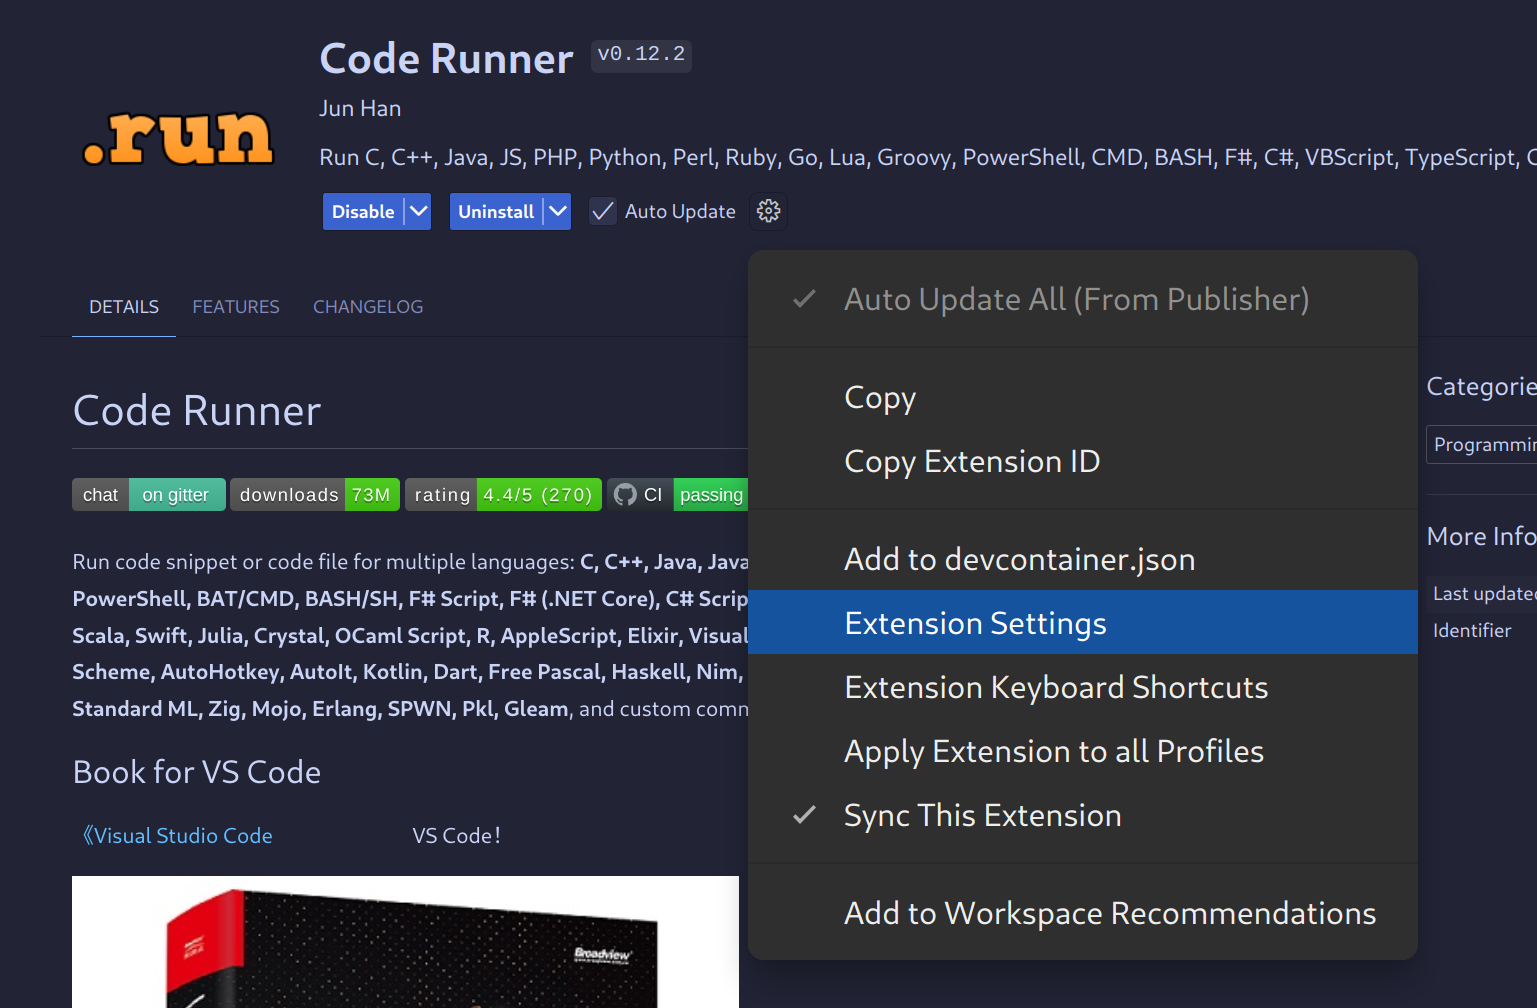 Code Runner v0.12.2
Jun Han
.run
Run C, C++, Java, JS, PHP, Python, Perl, Ruby, Go, Lua, Groovy, PowerShell, CMD, BASH, F#, C#, VBScript, TypeScript, C
Disable Uninstall Auto Update
DETAILS FEATURES CHANGELOG
Auto Update All (From Publisher)
Copy
Copy Extension ID
Add to devcontainer.json
Extension Settings
Extension Keyboard Shortcuts
Apply Extension to all Profiles
Sync This Extension
Add to Workspace Recommendations
Code Runner
chat on gitter downloads 73M rating 4.4/5 (270) CI passing
Run code snippet or code file for multiple languages: C, C++, Java, Java
PowerShell, BAT/CMD, BASH/SH, F# Script, F# (.NET Core), C# Scrip
Scala, Swift, Julia, Crystal, OCaml Script, R, AppleScript, Elixir, Visual
Scheme, AutoHotkey, AutoIt, Kotlin, Dart, Free Pascal, Haskell, Nim,
Standard ML, Zig, Mojo, Erlang, SPWN, Pkl, Gleam, and custom comm
Book for VS Code
《Visual Studio Code VS Code！
Broadview
Categorie
Programmin
More Info
Last updated
Identifier